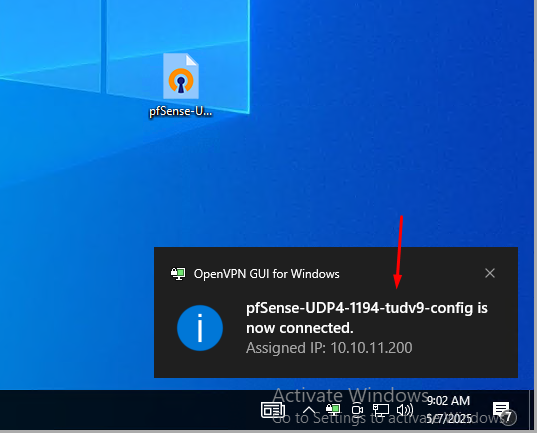 pfSense-U...
OpenVPN GUI for Windows
pfSense-UDP4-1194-tudv9-config is
now connected.
Assigned IP: 10.10.11.200
Activate Windows
Go to Settings to activate Windows
9:02 AM
5/7/2025
7